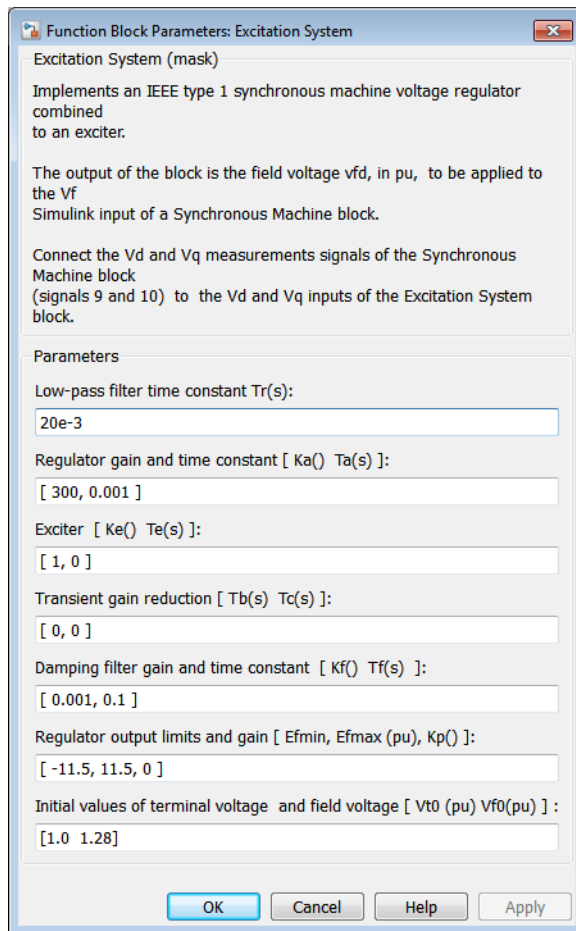 Function Block Parameters: Excitation System
Excitation System (mask)
Implements an IEEE type 1 synchronous machine voltage regulator
combined
to an exciter.
The output of the block is the field voltage vfd, in pu, to be applied to
the Vf
Simulink input of a Synchronous Machine block.
Connect the Vd and Vq measurements signals of the Synchronous
Machine block
(signals 9 and 10) to the Vd and Vq inputs of the Excitation System
block.
Parameters
Low-pass filter time constant Tr(s):
20e-3
Regulator gain and time constant [ Ka() Ta(s) ]:
[ 300, 0.001 ]
Exciter [ Ke() Te(s) ]:
[ 1, 0 ]
Transient gain reduction [ Tb(s) Tc(s) ]:
[ 0, 0 ]
Damping filter gain and time constant [ Kf() Tf(s) ]:
[ 0.001, 0.1 ]
Regulator output limits and gain [ Efmin, Efmax (pu), Kp() ]:
[ -11.5, 11.5, 0 ]
Initial values of terminal voltage and field voltage [ Vt0 (pu) Vf0(pu) ] :
[1.0 1.28]
OK Cancel Help Apply